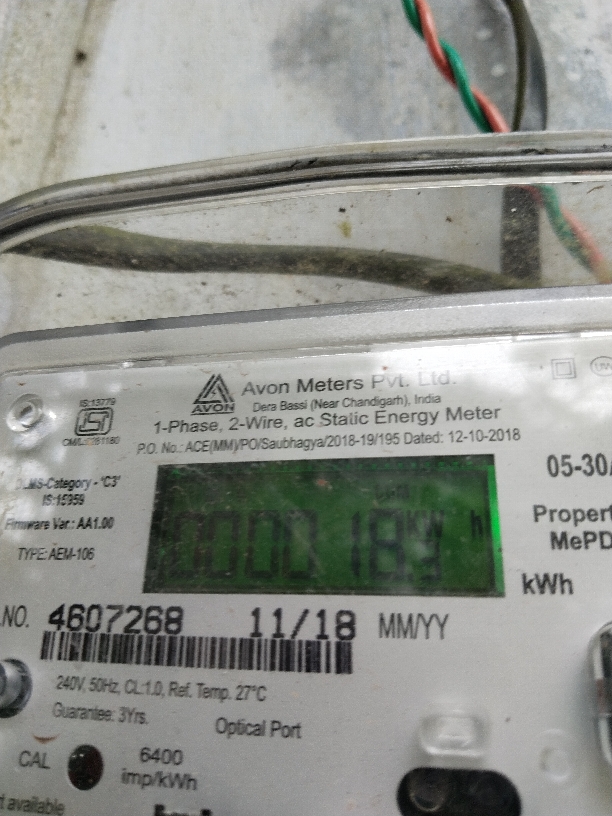 Avon Meters Pvt. Ltd.
AVON
Dera Bassi (Near Chandigarh), India
1-Phase, 2-Wire, ac Static Energy Meter
P.O. No.: ACE(MM)/PO/Saubhagya/2018-19/195 Dated: 12-10-2018
IS:13779
ISI
Category - 'C3'
IS:15959
Firmware Ver.: AA1.00
TYPE: AEM-106
kW h
05-30
Propert
MePD
kWh
.NO. 4607268 11/18 MM/YY
240V, 50Hz, CL:1.0, Ref. Temp. 27°C
Guarantee: 3Yrs.
Optical Port
CAL
6400
imp/kWh
available